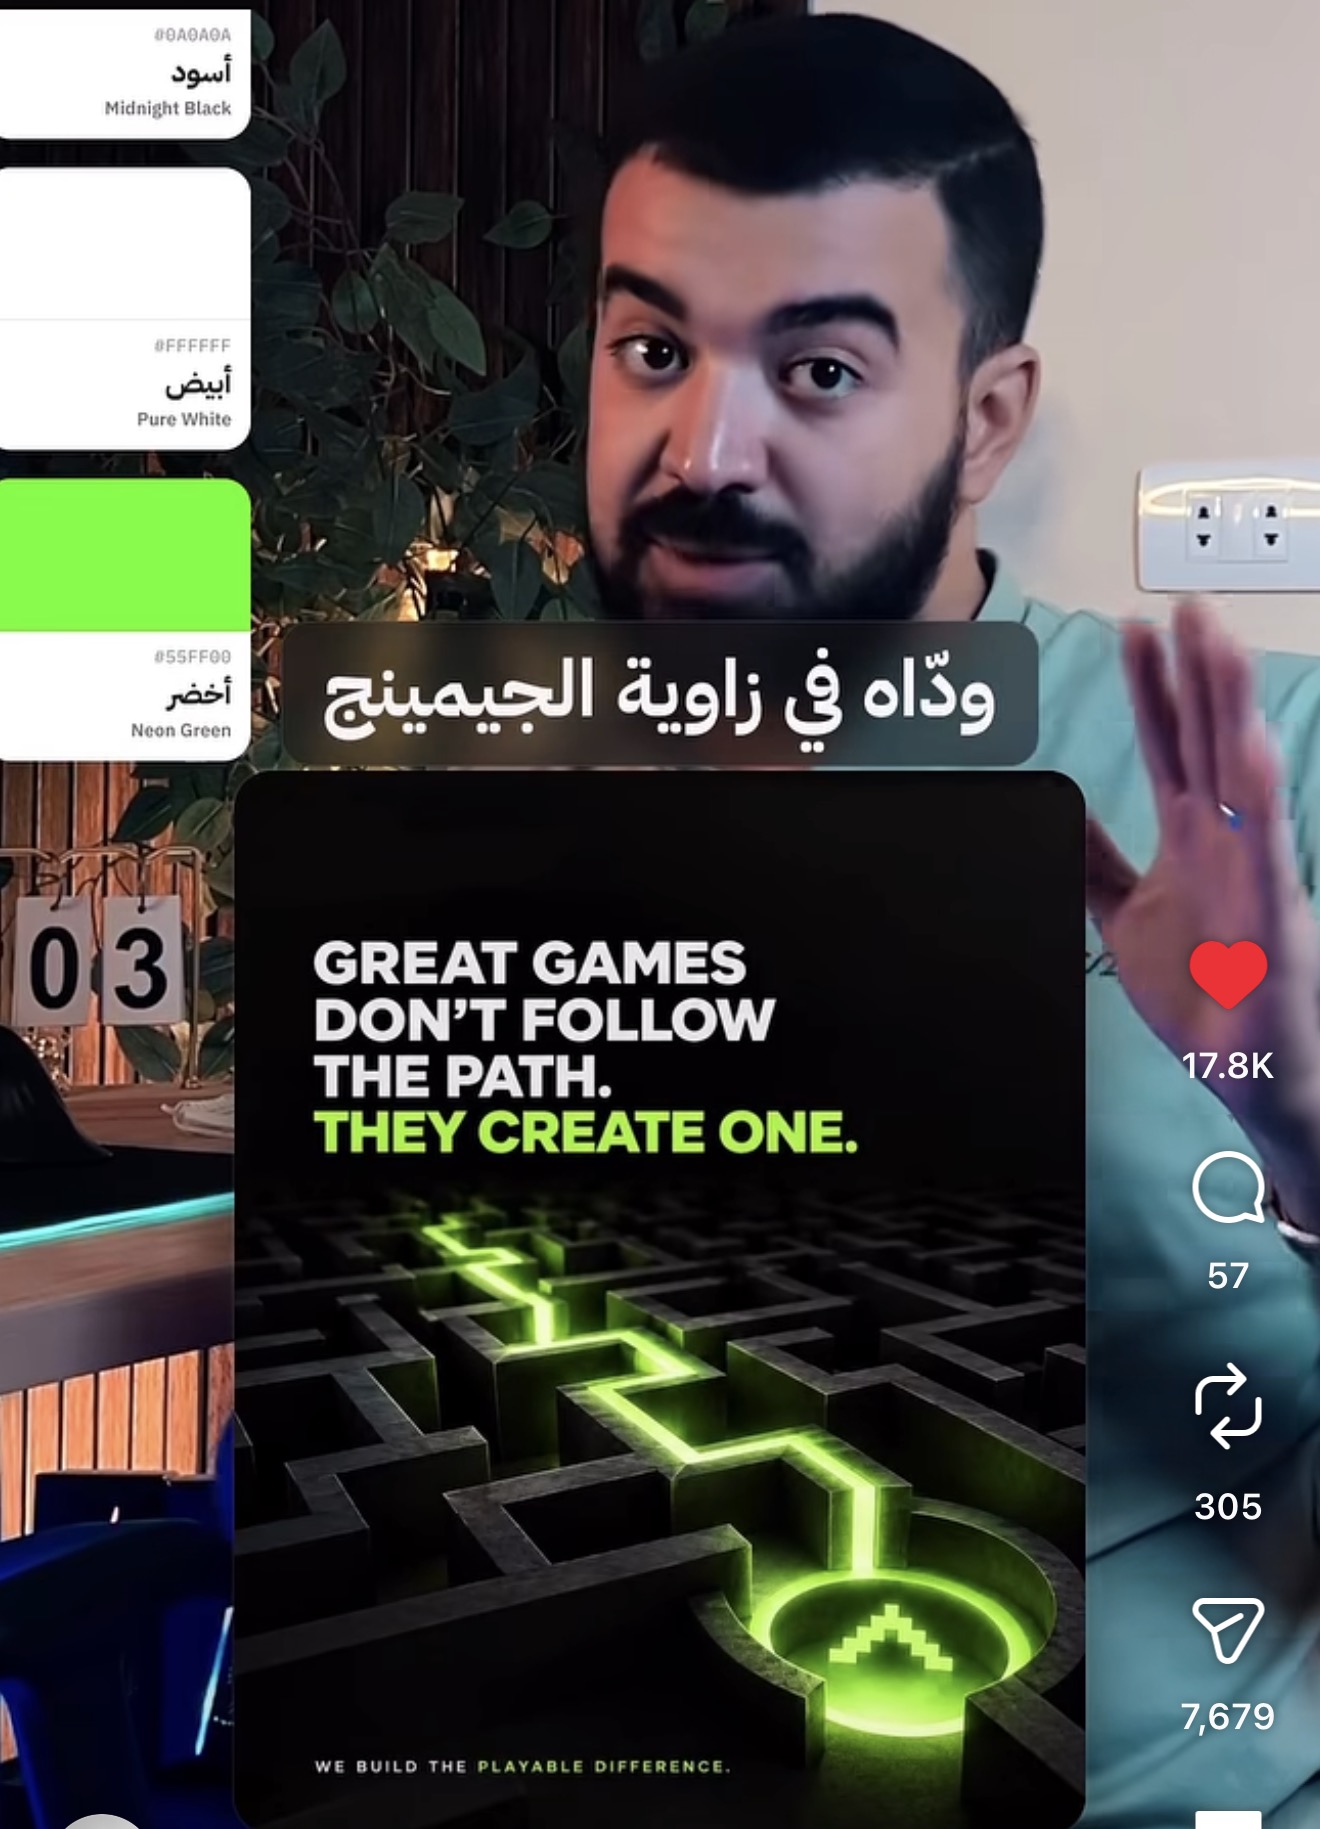 #0A0A0A
أسود
Midnight Black
#FFFFFF
أبيض
Pure White
#55FF00
أخضر
Neon Green
ودّاه في زاوية الجيمينج
03
GREAT GAMES
DON’T FOLLOW
THE PATH.
THEY CREATE ONE.
WE BUILD THE PLAYABLE DIFFERENCE.
17.8K
57
305
7,679